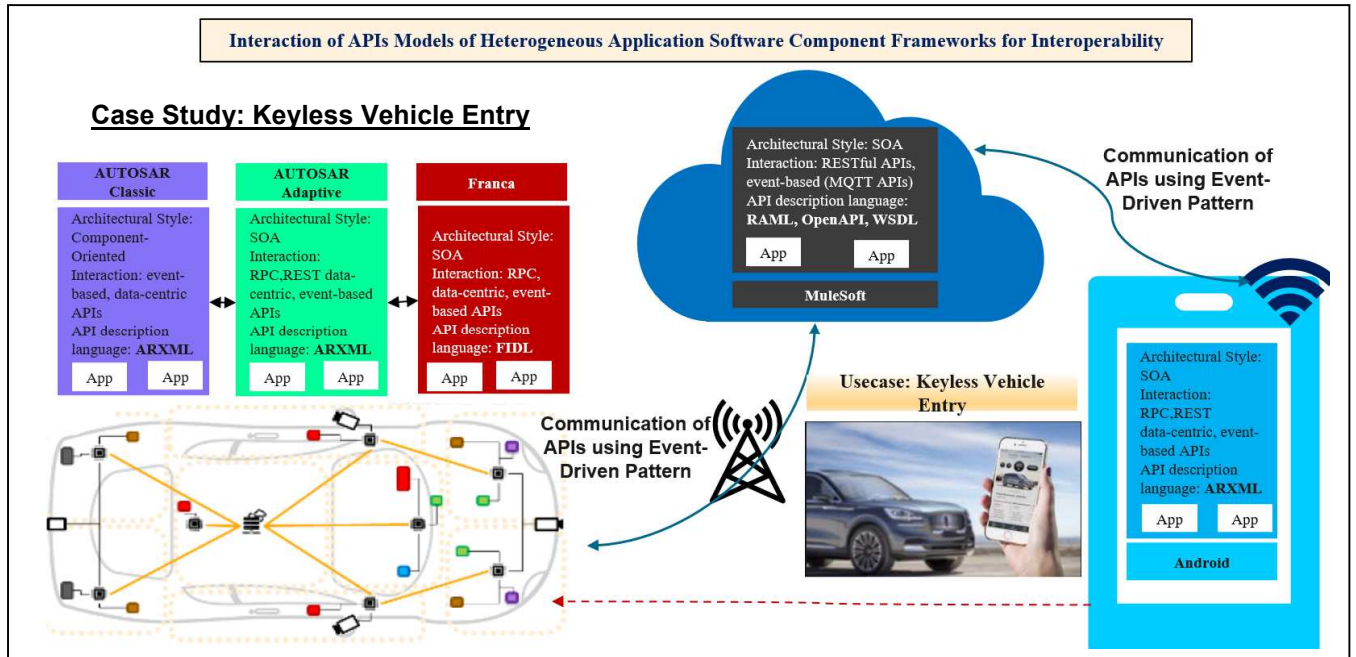 Interaction of APIs Models of Heterogeneous Application Software Component Frameworks for Interoperability
Case Study: Keyless Vehicle Entry
AUTOSAR
Classic
Architectural Style:
Component-
Oriented
Interaction: event-
based, data-centric
APIs
API description
language: ARXML
App
App
AUTOSAR
Adaptive
Architectural Style:
SOA
Interaction:
RPC,REST data-
centric, event-based
APIs
API description
language: ARXML
App
App
Franca
Architectural Style:
SOA
Interaction: RPC,
data-centric, event-
based APIs
API description
language: FIDL
App
App
Architectural Style: SOA
Interaction: RESTful APIs,
event-based (MQTT APIs)
API description language:
RAML, OpenAPI, WSDL
App
App
MuleSoft
Communication of
APIs using Event-
Driven Pattern
Communication of
APIs using Event-
Driven Pattern
Usecase: Keyless Vehicle
Entry
Architectural Style:
SOA
Interaction:
RPC,REST
data-centric, event-
based APIs
API description
language: ARXML
App
App
Android